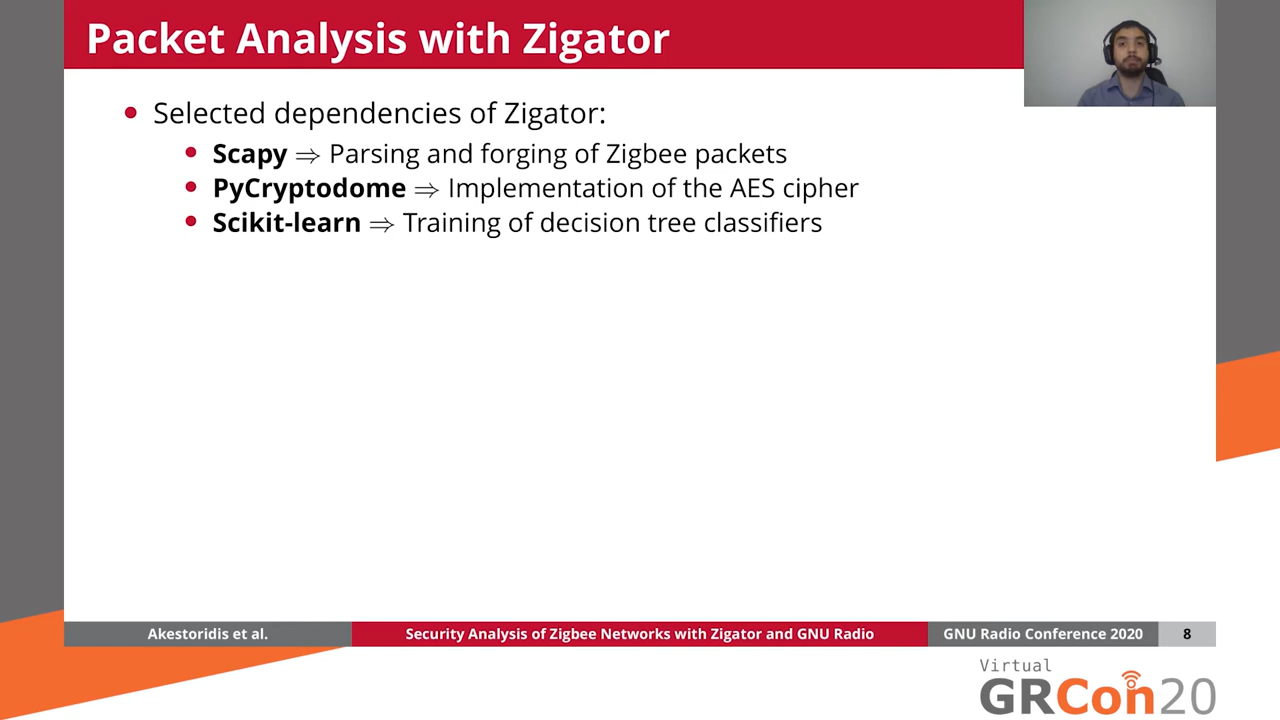 Packet Analysis with Zigator
Selected dependencies of Zigator:
Scapy ⇒ Parsing and forging of Zigbee packets
PyCryptodome ⇒ Implementation of the AES cipher
Scikit-learn ⇒ Training of decision tree classifiers
Akestoridis et al.
Security Analysis of Zigbee Networks with Zigator and GNU Radio
GNU Radio Conference 2020
8
Virtual
GRCon20